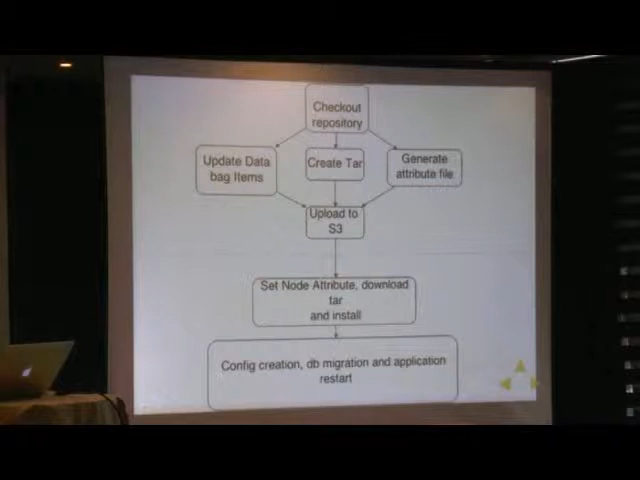 Checkout
repository
Update Data
bag Items
Create Tar
Generate
attribute file
Upload to
S3
Set Node Attribute, download
tar
and install
Config creation, db migration and application
restart